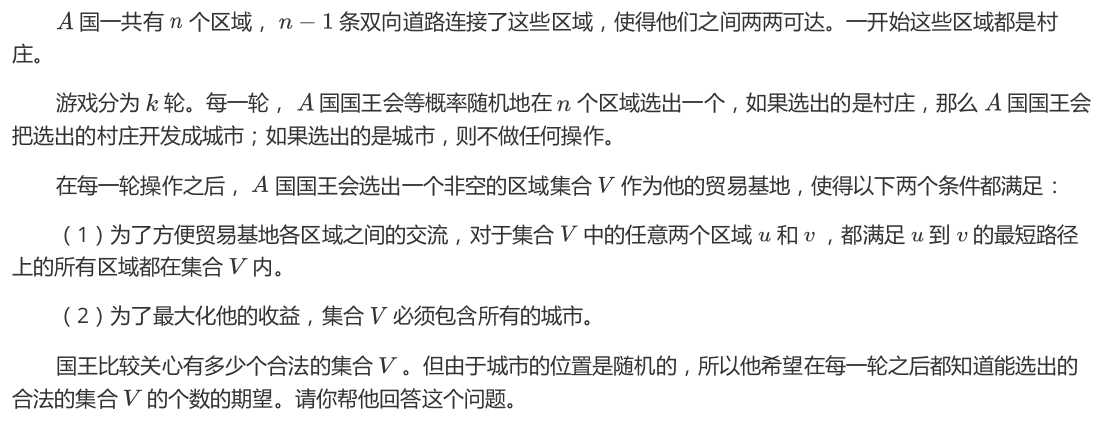 A 国一共有 n 个区域，n − 1 条双向道路连接了这些区域，使得他们之间两两可达。一开始这些区域都是村
庄。
游戏分为 k 轮。每一轮，A 国国王会等概率随机地在 n 个区域选出一个，如果选出的是村庄，那么 A 国国王会
把选出的村庄开发成城市；如果选出的是城市，则不做任何操作。
在每一轮操作之后，A 国国王会选出一个非空的区域集合 V 作为他的贸易基地，使得以下两个条件都满足：
（1）为了方便贸易基地各区域之间的交流，对于集合 V 中的任意两个区域 u 和 v ，都满足 u 到 v 的最短路径
上的所有区域都在集合 V 内。
（2）为了最大化他的收益，集合 V 必须包含所有的城市。
国王比较关心有多少个合法的集合 V 。但由于城市的位置是随机的，所以他希望在每一轮之后都知道能选出的
合法的集合 V 的个数的期望。请你帮他回答这个问题。